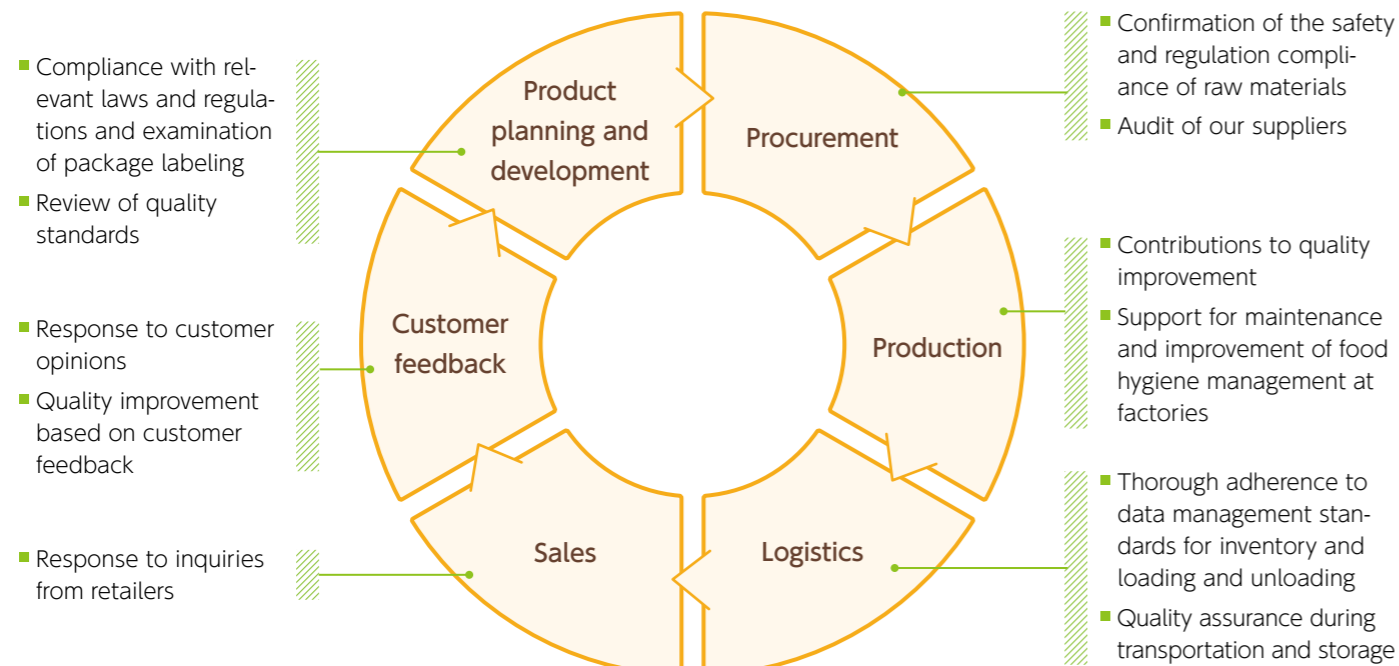 ■ Compliance with rel-
evant laws and regula-
tions and examination
of package labeling
■ Review of quality
standards
Product
planning and
development
Procurement
■ Confirmation of the safety
and regulation compli-
ance of raw materials
■ Audit of our suppliers
■ Response to customer
opinions
■ Quality improvement
based on customer
feedback
Customer
feedback
Production
■ Contributions to quality
improvement
■ Support for maintenance
and improvement of food
hygiene management at
factories
■ Response to inquiries
from retailers
Sales
Logistics
■ Thorough adherence to
data management stan-
dards for inventory and
loading and unloading
■ Quality assurance during
transportation and storage